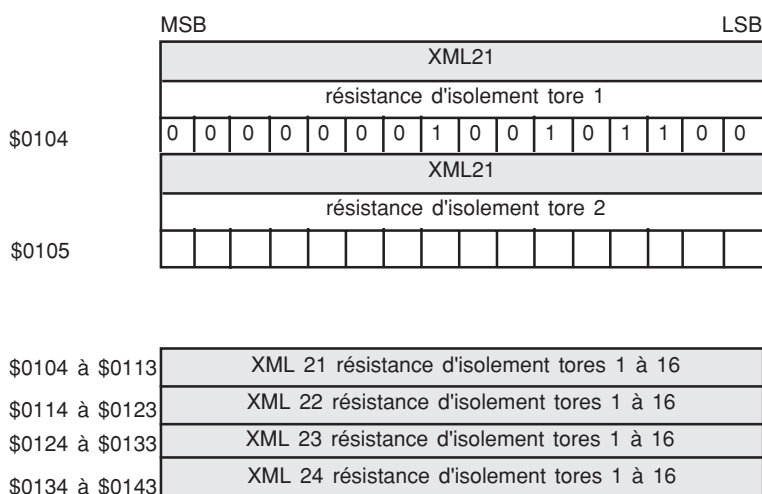 MSB LSB
XML21
résistance d'isolement tore 1
$0104 0 0 0 0 0 0 0 1 0 0 1 0 1 1 0 0
XML21
résistance d'isolement tore 2
$0105
$0104 à $0113 XML 21 résistance d'isolement tores 1 à 16
$0114 à $0123 XML 22 résistance d'isolement tores 1 à 16
$0124 à $0133 XML 23 résistance d'isolement tores 1 à 16
$0134 à $0143 XML 24 résistance d'isolement tores 1 à 16